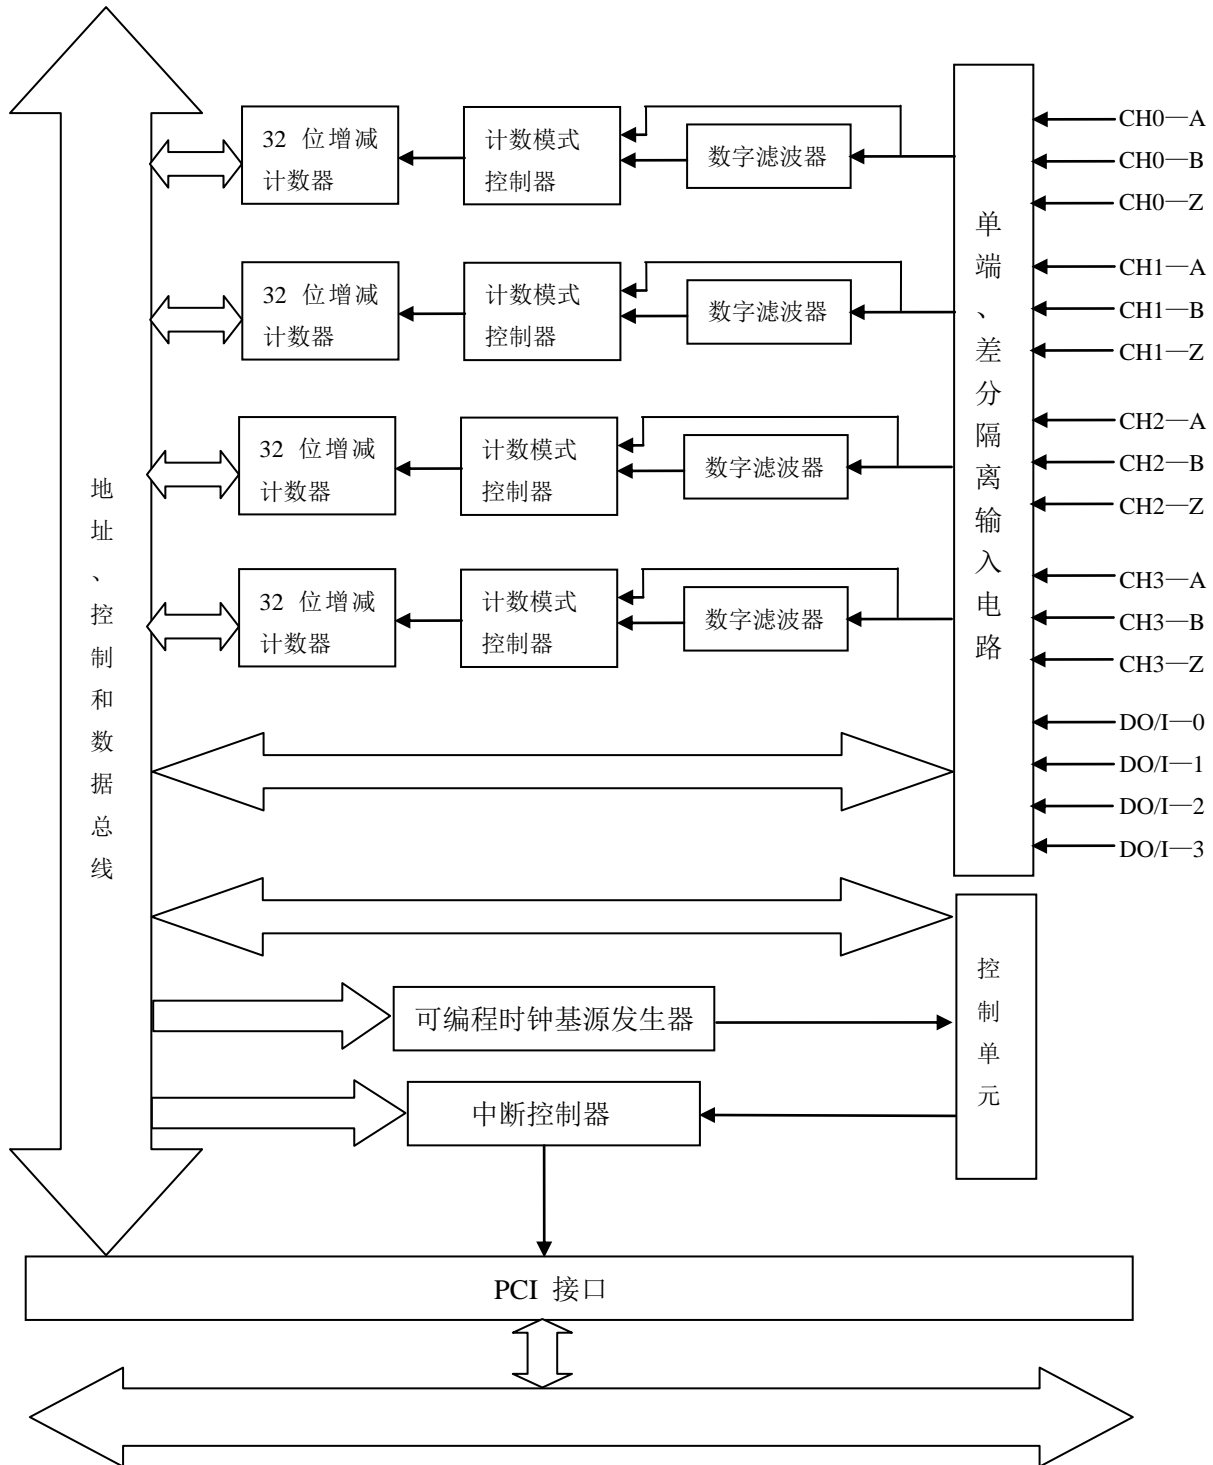 32 位增减
计数器
计数模式
控制器
数字滤波器
CH0—A
CH0—B
CH0—Z
32 位增减
计数器
计数模式
控制器
数字滤波器
CH1—A
CH1—B
CH1—Z
32 位增减
计数器
计数模式
控制器
数字滤波器
CH2—A
CH2—B
CH2—Z
32 位增减
计数器
计数模式
控制器
数字滤波器
CH3—A
CH3—B
CH3—Z
DO/I—0
DO/I—1
DO/I—2
DO/I—3
单端、差分隔离输入电路
地址、控制和数据总线
控制单元
可编程时钟基源发生器
中断控制器
PCI 接口